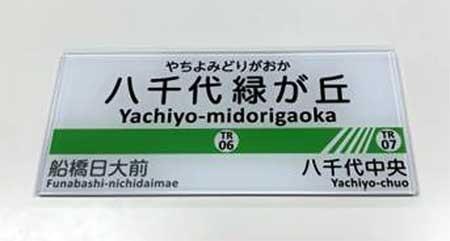 やちよみどりがおか
八千代緑が丘
Yachiyo-midorigaoka
TR
06
TR
07
船橋日大前
Funabashi-nichidaimae
八千代中央
Yachiyo-chuo